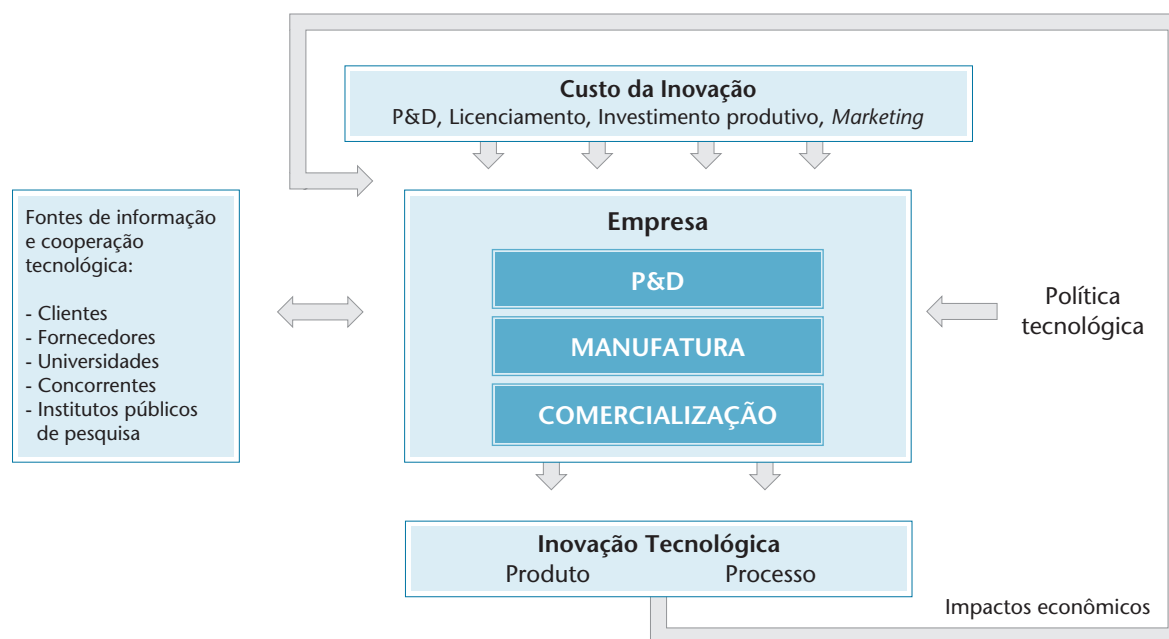 Custo da Inovação
P&D, Licenciamento, Investimento produtivo, Marketing
Fontes de informação
e cooperação
tecnológica:
- Clientes
- Fornecedores
- Universidades
- Concorrentes
- Institutos públicos
de pesquisa
Empresa
P&D
MANUFATURA
COMERCIALIZAÇÃO
Política
tecnológica
Inovação Tecnológica
Produto Processo
Impactos econômicos